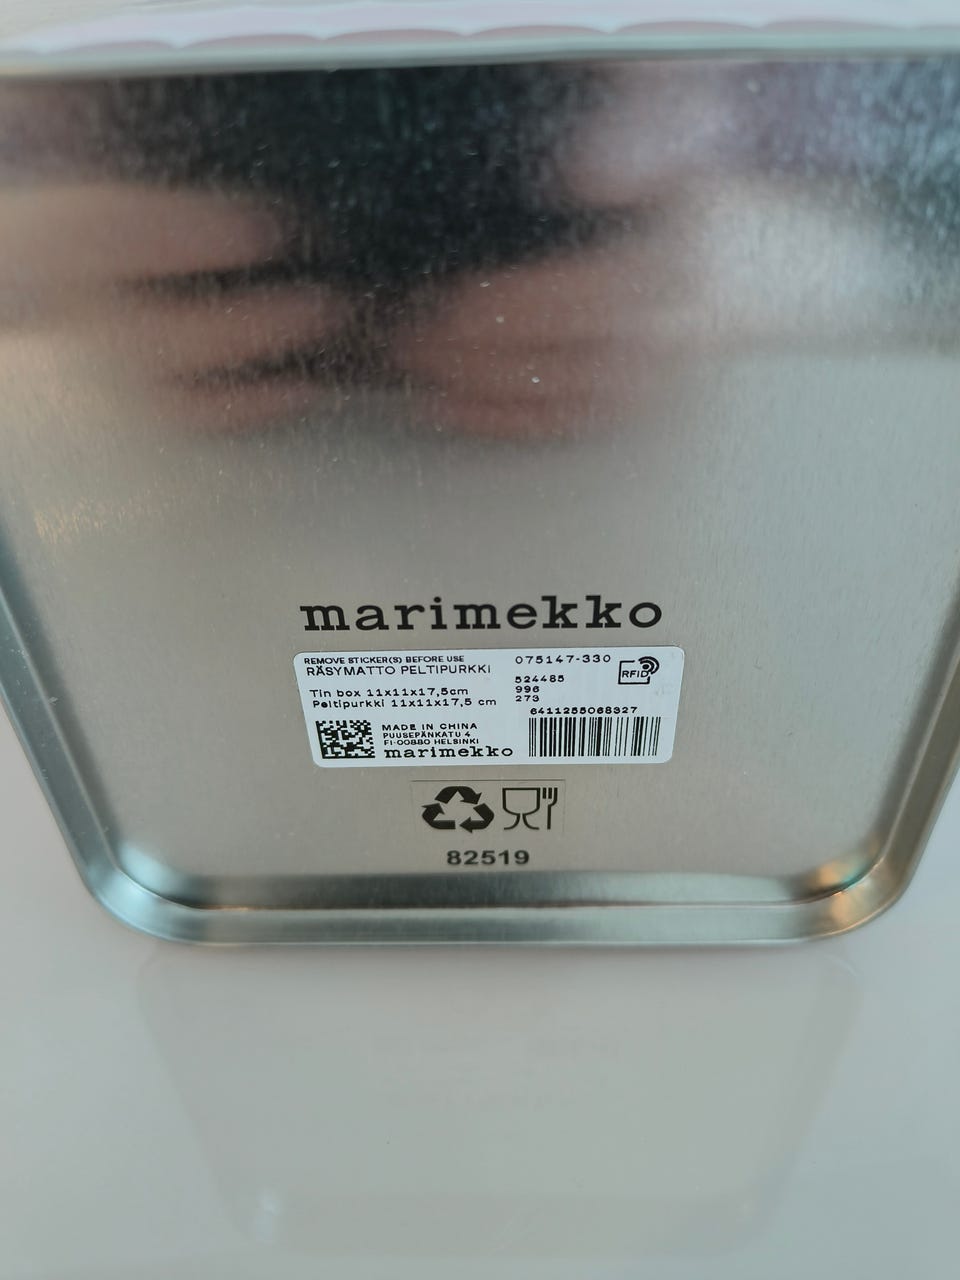 marimekko
REMOVE STICKER(S) BEFORE USE
RÄSYMATTO PELTIPURKKI
075147-330
RFID
Tin box 11x11x17,5cm
Peltipurkki 11x11x17,5 cm
524485
996
273
6411255068327
MADE IN CHINA
PUUSEPÄNKATU 4
FI-00880 HELSINKI
marimekko
82519